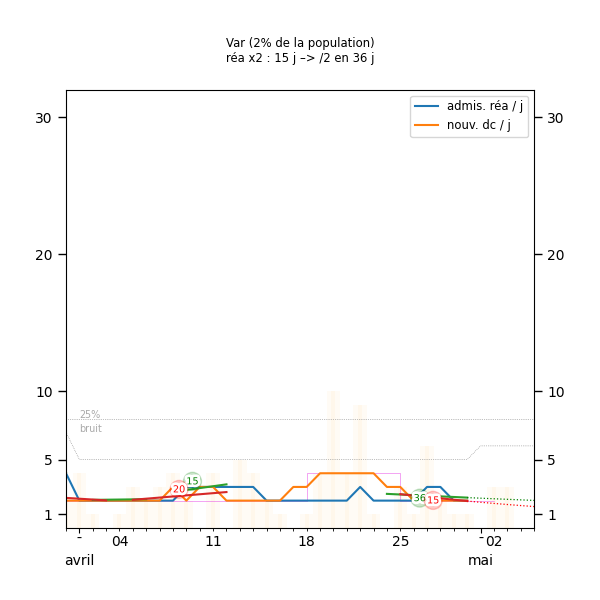 Var (2% de la population)
réa x2 : 15 j –> /2 en 36 j
admis. réa / j
nouv. dc / j
30
30
20
20
10
10
25%
bruit
5
5
15
20
36
15
1
1
04
11
18
25
02
avril
mai